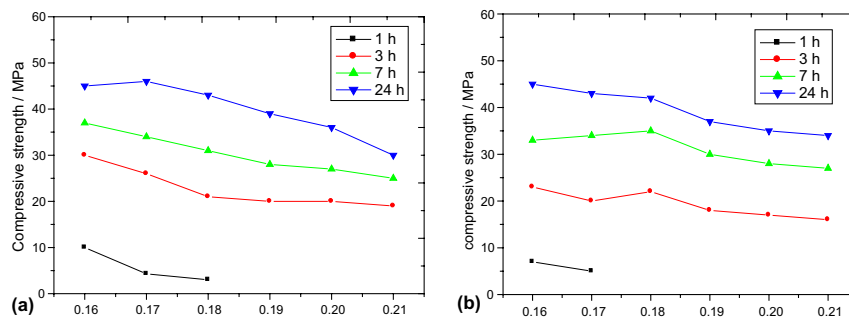 60
50
40
30
20
10
0
Compressive strength / MPa
1 h
3 h
7 h
24 h
0.16 0.17 0.18 0.19 0.20 0.21
(a)
60
50
40
30
20
10
0
compressive strength / MPa
1 h
3 h
7 h
24 h
0.16 0.17 0.18 0.19 0.20 0.21
(b)